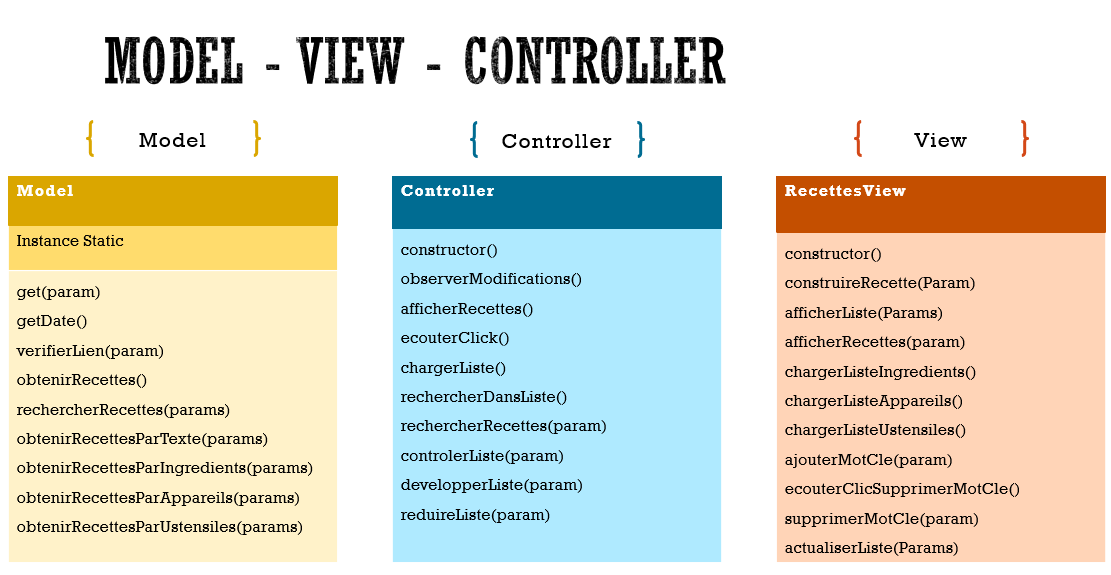 MODEL - VIEW - CONTROLLER
{ Model }
Model
Instance Static
get(param)
getDate()
verifierLien(param)
obtenirRecettes()
rechercherRecettes(params)
obtenirRecettesParTexte(params)
obtenirRecettesParIngredients(params)
obtenirRecettesParAppareils(params)
obtenirRecettesParUstensiles(params)
{ Controller }
Controller
constructor()
observerModifications()
afficherRecettes()
ecouterClick()
chargerListe()
rechercherDansListe()
rechercherRecettes(param)
controlerListe(param)
developperListe(param)
reduireListe(param)
{ View }
RecettesView
constructor()
construireRecette(Param)
afficherListe(Params)
afficherRecettes(param)
chargerListeIngredients()
chargerListeAppareils()
chargerListeUstensiles()
ajouterMotCle(param)
ecouterClicSupprimerMotCle()
supprimerMotCle(param)
actualiserListe(Params)